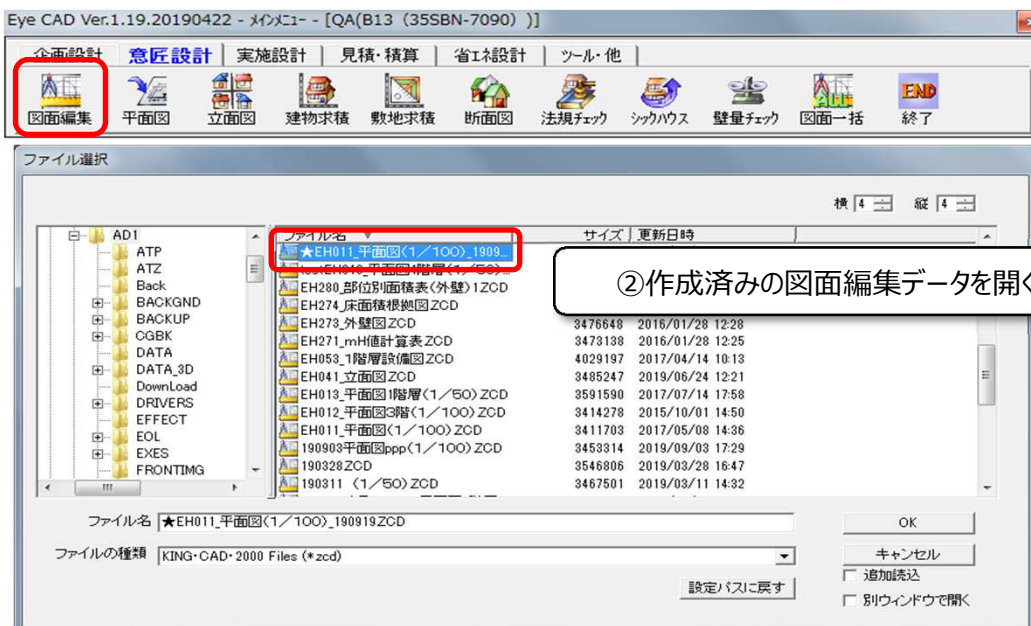 Eye CAD Ver.1.19.20190422 - ﾒｲﾝﾒﾆｭｰ - [QA(B13（35SBN-7090）)]
企画設計 意匠設計 実施設計 見積・積算 省ｴﾈ設計 ﾂｰﾙ・他
図面編集 平面図 立面図 建物求積 敷地求積 断面図 法規ﾁｪｯｸ ｼｯｸﾊｳｽ 壁量ﾁｪｯｸ 図面一括 終了
ファイル選択
横 4 縦 4
AD1
ATP
ATZ
Back
BACKGND
BACKUP
CGBK
DATA
DATA_3D
DownLoad
DRIVERS
EFFECT
EOL
EXES
FRONTIMG
ファイル名 サイズ 更新日時
★EH011_平面図(1／100)_1909...
EH280_部位別面積表(外壁)1.ZCD
EH274_床面積根拠図.ZCD
EH273_外壁図.ZCD 3476648 2016/01/28 12:28
EH271_mH値計算表.ZCD 3473138 2016/01/28 12:25
EH053_1階層設備図.ZCD 4029197 2017/04/14 10:13
EH041_立面図.ZCD 3485247 2019/06/24 12:21
EH013_平面図1階層(1／50).ZCD 3591590 2017/07/14 17:58
EH012_平面図3階(1／100).ZCD 3414278 2015/10/01 14:50
EH011_平面図(1／100).ZCD 3411703 2017/05/08 14:36
190903平面図ppp(1／100).ZCD 3453314 2019/09/03 17:29
190328.ZCD 3546806 2019/03/28 16:47
190311 (1／50).ZCD 3467501 2019/03/11 14:32
②作成済みの図面編集データを開く
ファイル名 ★EH011_平面図(1／100)_190919.ZCD
OK
ファイルの種類 KING・CAD・2000 Files (*.zcd)
キャンセル
追加読込
設定パスに戻す
別ウィンドウで開く